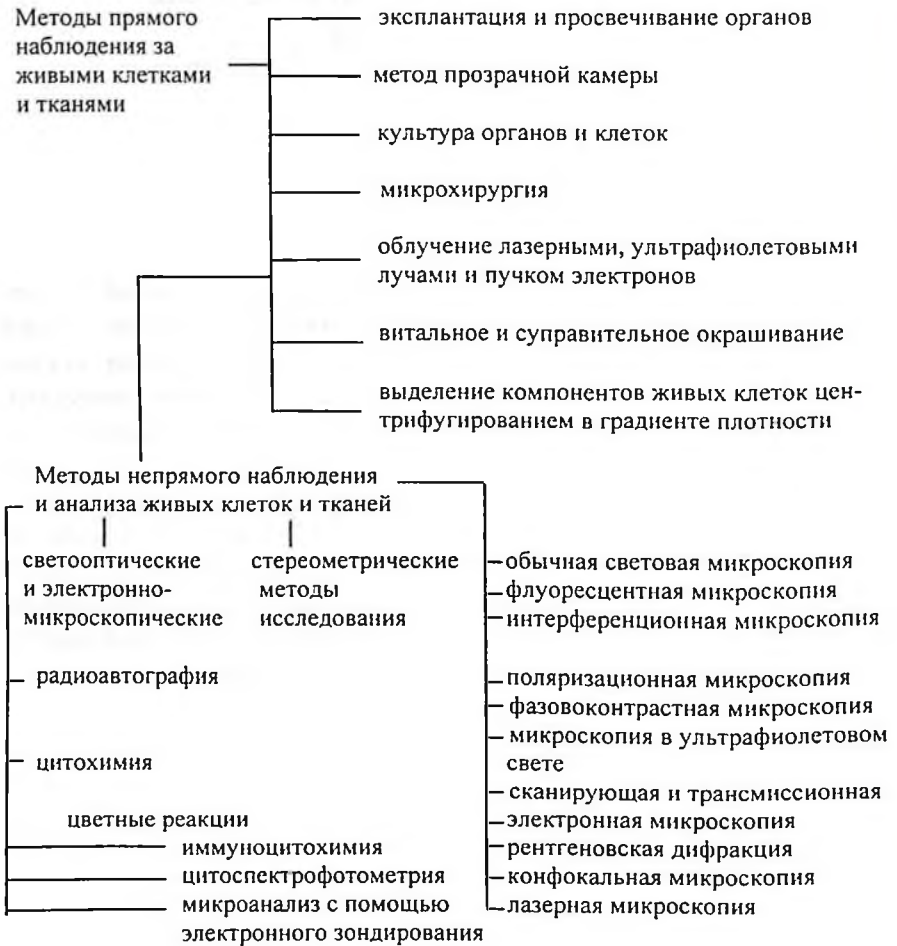 Методы прямого
наблюдения за
живыми клетками
и тканями
эксплантация и просвечивание органов
метод прозрачной камеры
культура органов и клеток
микрохирургия
облучение лазерными, ультрафиолетовыми
лучами и пучком электронов
витальное и суправительное окрашивание
выделение компонентов живых клеток цен-
трифугированием в градиенте плотности
Методы непрямого наблюдения
и анализа живых клеток и тканей
светооптические
и электронно-
микроскопические
стереометрические
методы
исследования
радиоавтография
цитохимия
цветные реакции
иммуноцитохимия
цитоспектрофотометрия
микроанализ с помощью
электронного зондирования
обычная световая микроскопия
флуоресцентная микроскопия
интерференционная микроскопия
поляризационная микроскопия
фазовоконтрастная микроскопия
микроскопия в ультрафиолетовом
свете
сканирующая и трансмиссионная
электронная микроскопия
рентгеновская дифракция
конфокальная микроскопия
лазерная микроскопия